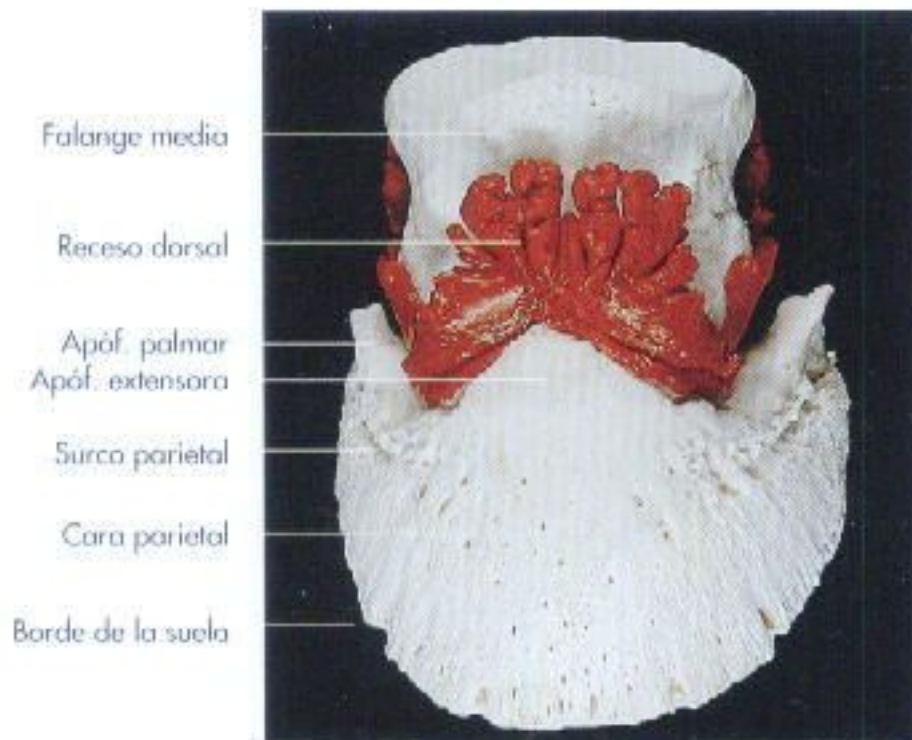 Falange media
Receso dorsal
Apóf. palmar
Apóf. extensora
Surco parietal
Cara parietal
Borde de la suela